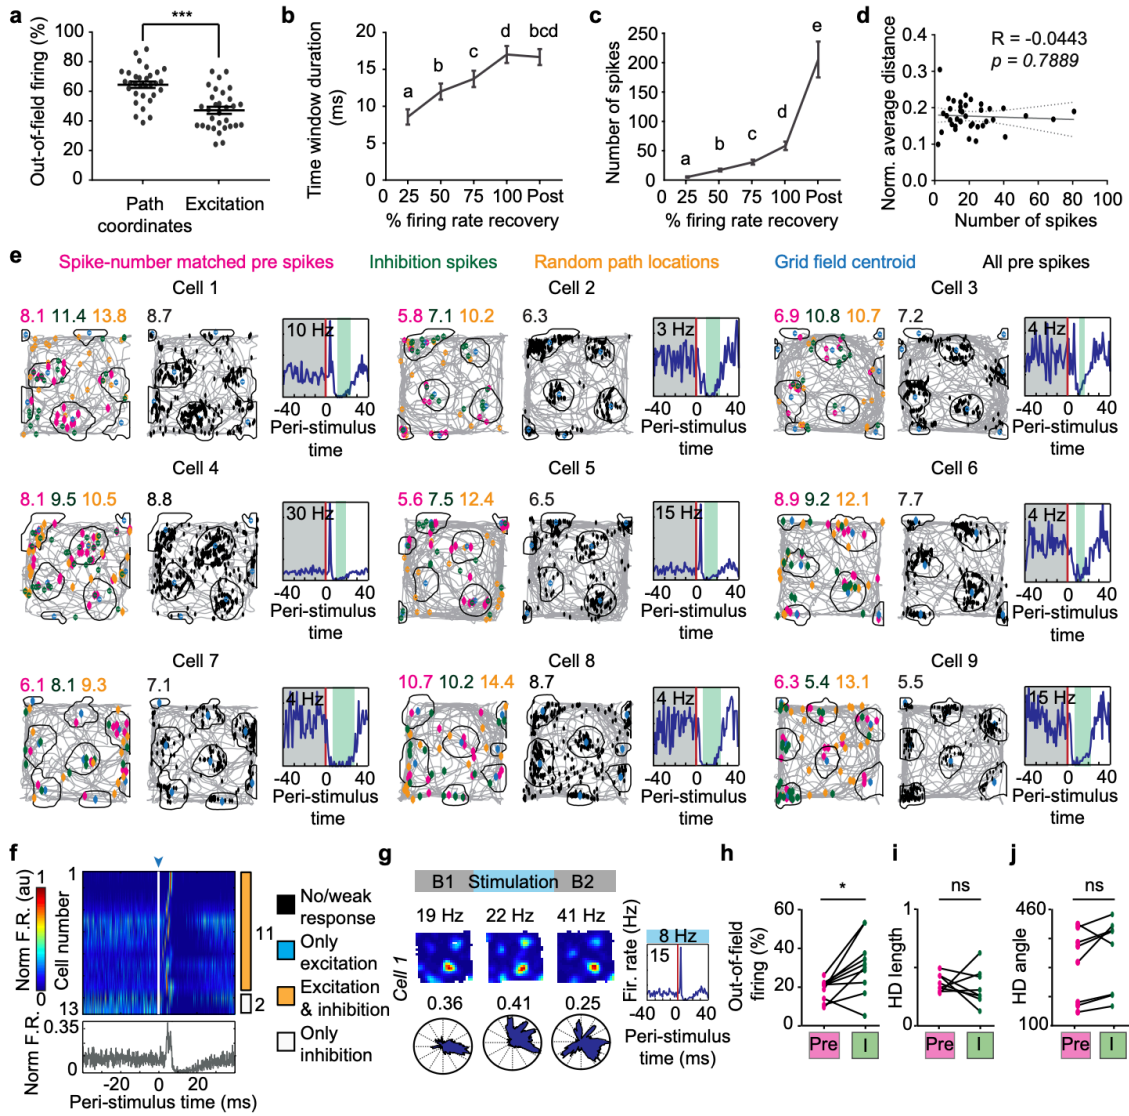 a
***
Out-of-field firing (%)
100
80
60
40
20
0
Path coordinates
Excitation
b
Time window duration (ms)
20
15
10
5
0
a
b
c
d
bcd
25 50 75 100 Post
% firing rate recovery
c
Number of spikes
250
200
150
100
50
0
a
b
c
d
e
25 50 75 100 Post
% firing rate recovery
d
Norm. average distance
0.4
0.3
0.2
0.1
0.0
R = -0.0443
p = 0.7889
0 20 40 60 80 100
Number of spikes
e
Spike-number matched pre spikes
Inhibition spikes
Random path locations
Grid field centroid
All pre spikes
Cell 1
8.1 11.4 13.8
8.7
10 Hz
-40 0 40
Peri-stimulus
time
Cell 2
5.8 7.1 10.2
6.3
3 Hz
-40 0 40
Peri-stimulus
time
Cell 3
6.9 10.8 10.7
7.2
4 Hz
-40 0 40
Peri-stimulus
time
Cell 4
8.1 9.5 10.5
8.8
30 Hz
-40 0 40
Peri-stimulus
time
Cell 5
5.6 7.5 12.4
6.5
15 Hz
-40 0 40
Peri-stimulus
time
Cell 6
8.9 9.2 12.1
7.7
4 Hz
-40 0 40
Peri-stimulus
time
Cell 7
6.1 8.1 9.3
7.1
4 Hz
-40 0 40
Peri-stimulus
time
Cell 8
10.7 10.2 14.4
8.7
4 Hz
-40 0 40
Peri-stimulus
time
Cell 9
6.3 5.4 13.1
5.5
15 Hz
-40 0 40
Peri-stimulus
time
f
Norm F.R. (au)
1
0
Cell number
1
13
11
2
Norm F.R.
0.35
0
-20 0 20
Peri-stimulus time (ms)
No/weak
response
Only
excitation
Excitation
& inhibition
Only
inhibition
g
B1 Stimulation B2
Cell 1
19 Hz 22 Hz 41 Hz
0.36 0.41 0.25
Fir. rate (Hz)
8 Hz
15
-40 0 40
Peri-stimulus
time (ms)
h
*
Out-of-field
firing (%)
60
40
20
0
Pre I
i
ns
HD length
1
0
Pre I
j
ns
HD angle
460
100
Pre I